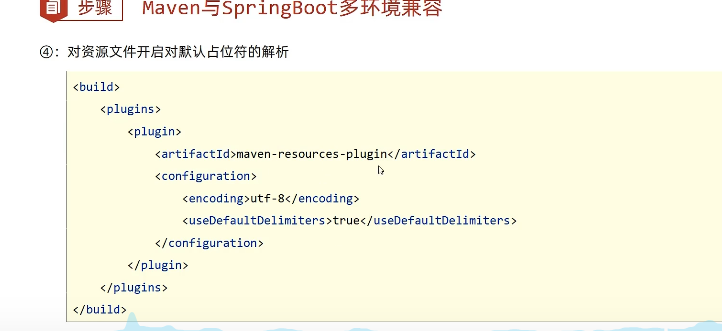 步骤 Maven与SpringBoot多环境兼容
④：对资源文件开启对默认占位符的解析
<build>
    <plugins>
        <plugin>
            <artifactId>maven-resources-plugin</artifactId>
            <configuration>
                <encoding>utf-8</encoding>
                <useDefaultDelimiters>true</useDefaultDelimiters>
            </configuration>
        </plugin>
    </plugins>
</build>